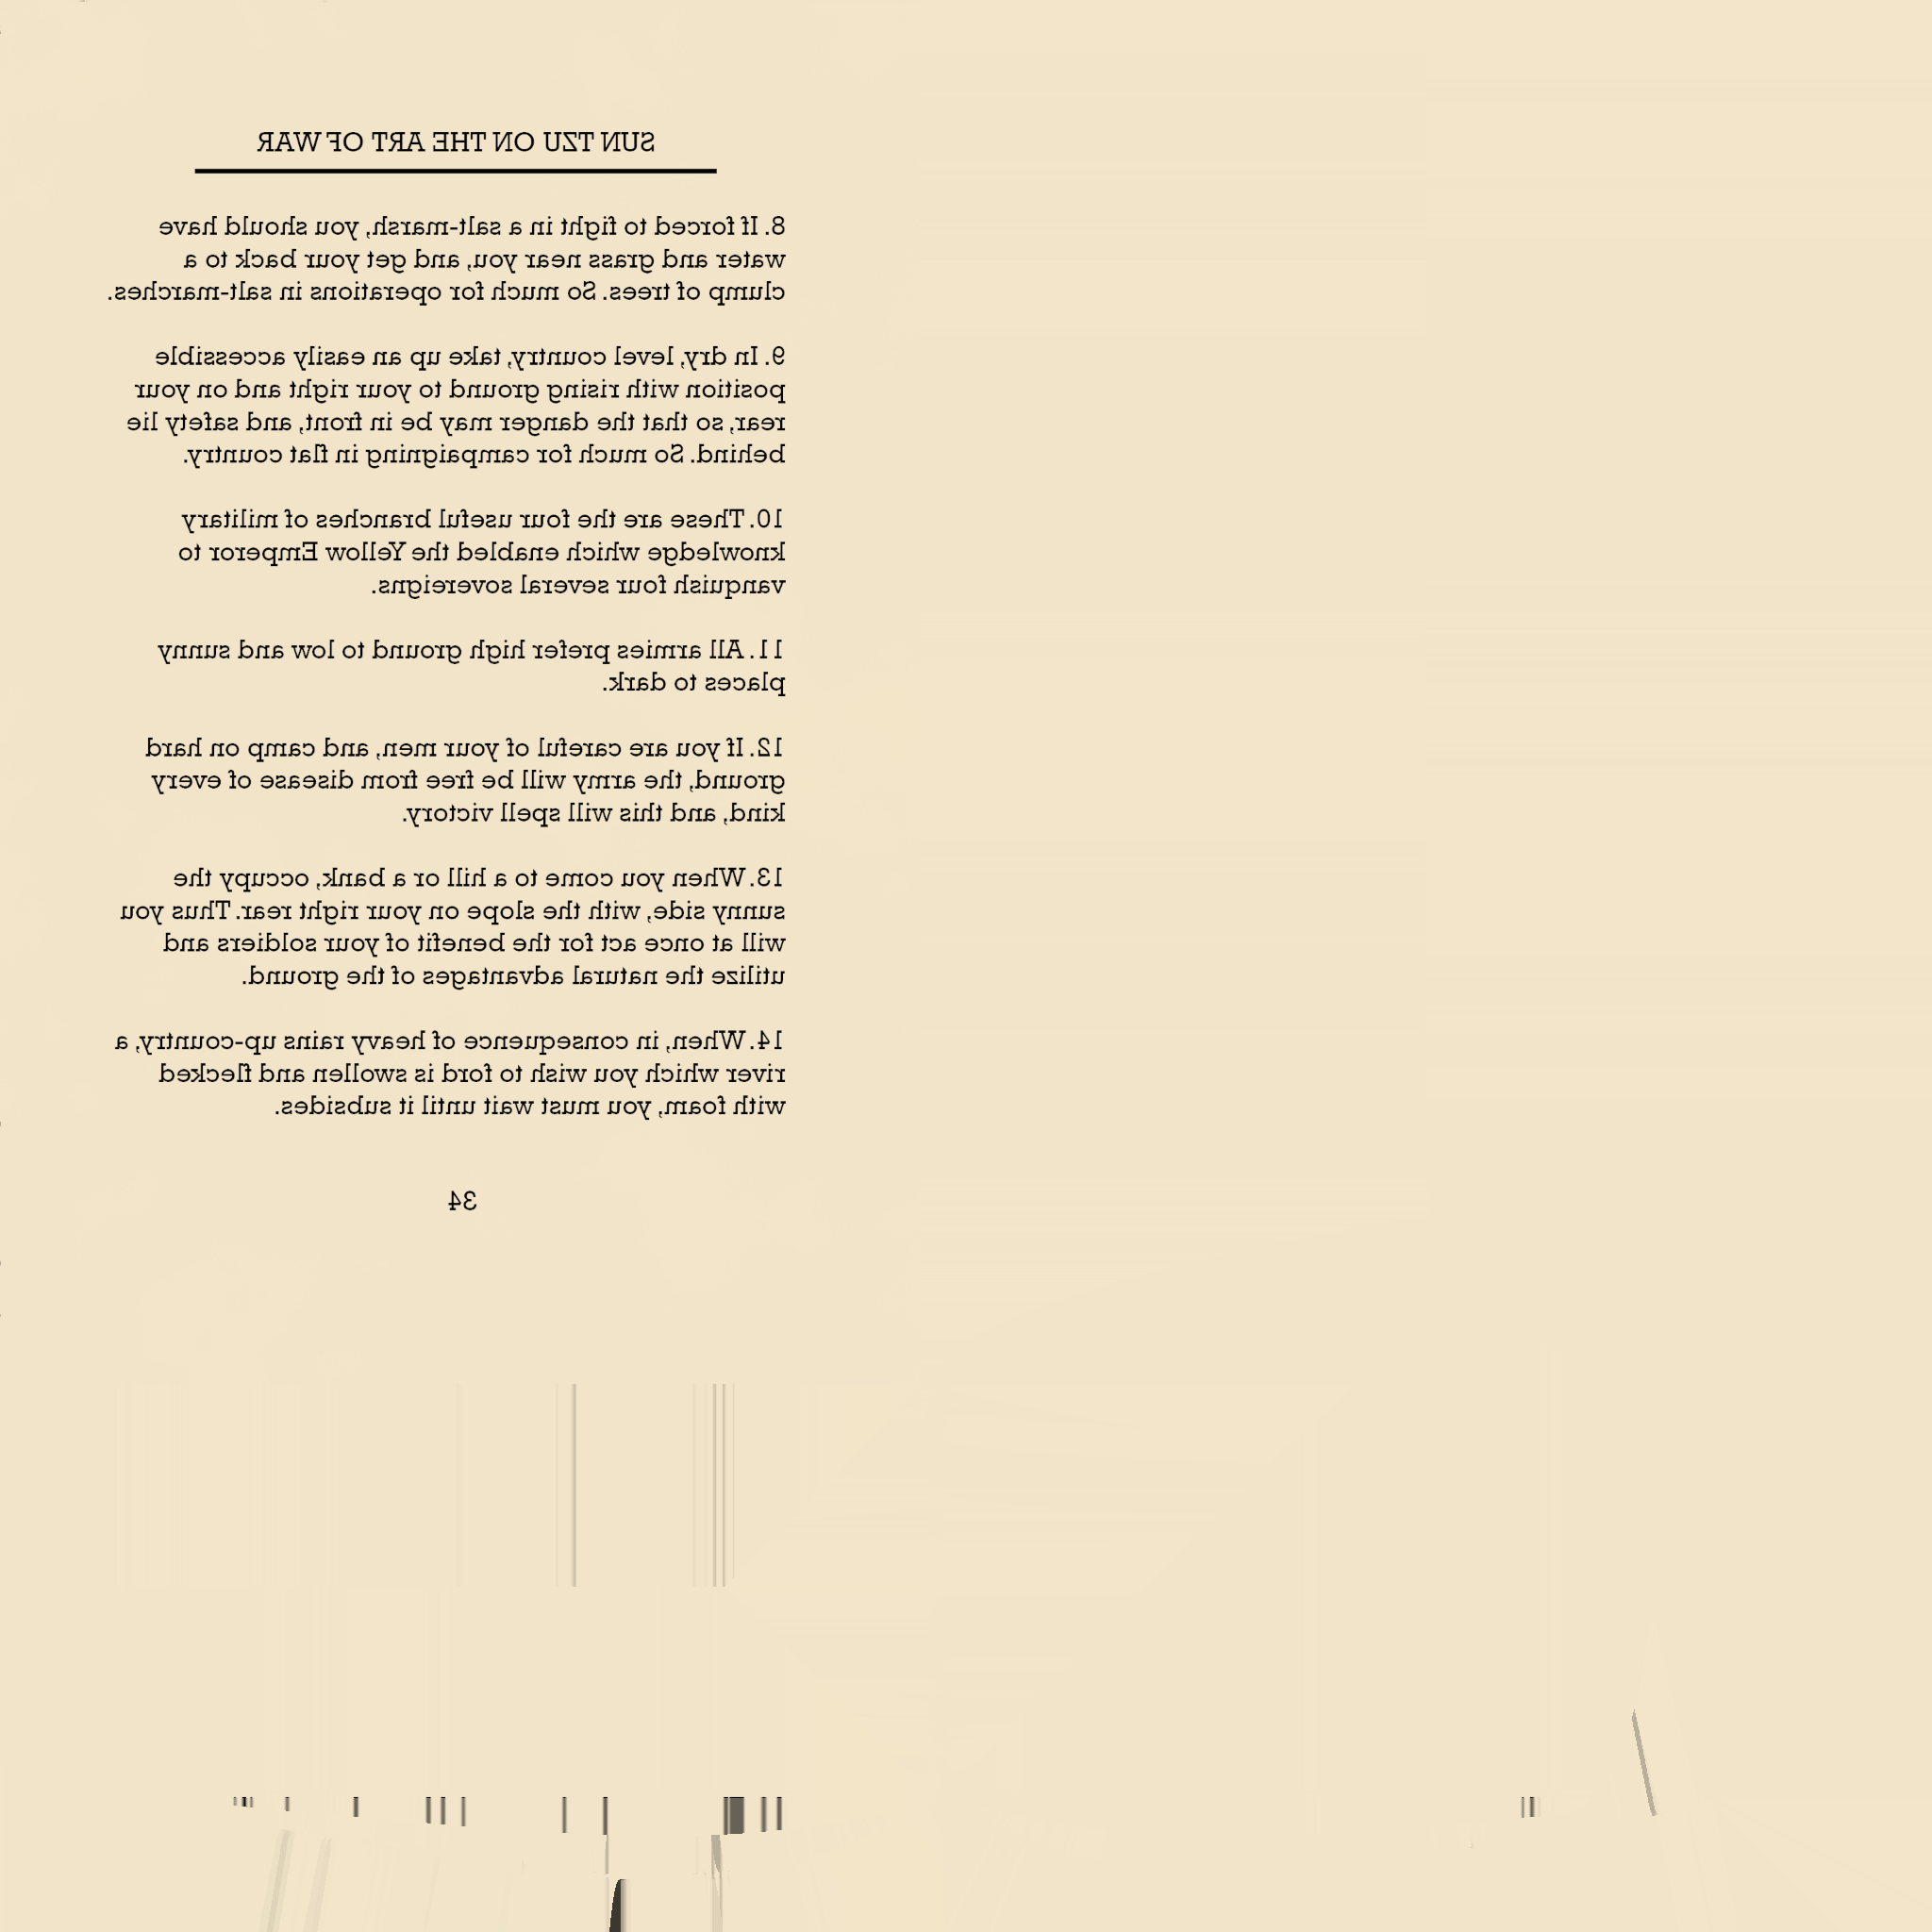 SUN TZU ON THE ART OF WAR
8. If forced to fight in a salt-marsh, you should have
water and grass near you, and get your back to a
clump of trees. So much for operations in salt-marches.
9. In dry, level country, take up an easily accessible
position with rising ground to your right and on your
rear, so that the danger may be in front, and safety lie
behind. So much for campaigning in flat country.
10. These are the four useful branches of military
knowledge which enabled the Yellow Emperor to
vanquish four several sovereigns.
11. All armies prefer high ground to low and sunny
places to dark.
12. If you are careful of your men, and camp on hard
ground, the army will be free from disease of every
kind, and this will spell victory.
13. When you come to a hill or a bank, occupy the
sunny side, with the slope on your right rear. Thus you
will at once act for the benefit of your soldiers and
utilize the natural advantages of the ground.
14. When, in consequence of heavy rains up-country, a
river which you wish to ford is swollen and flecked
with foam, you must wait until it subsides.
34